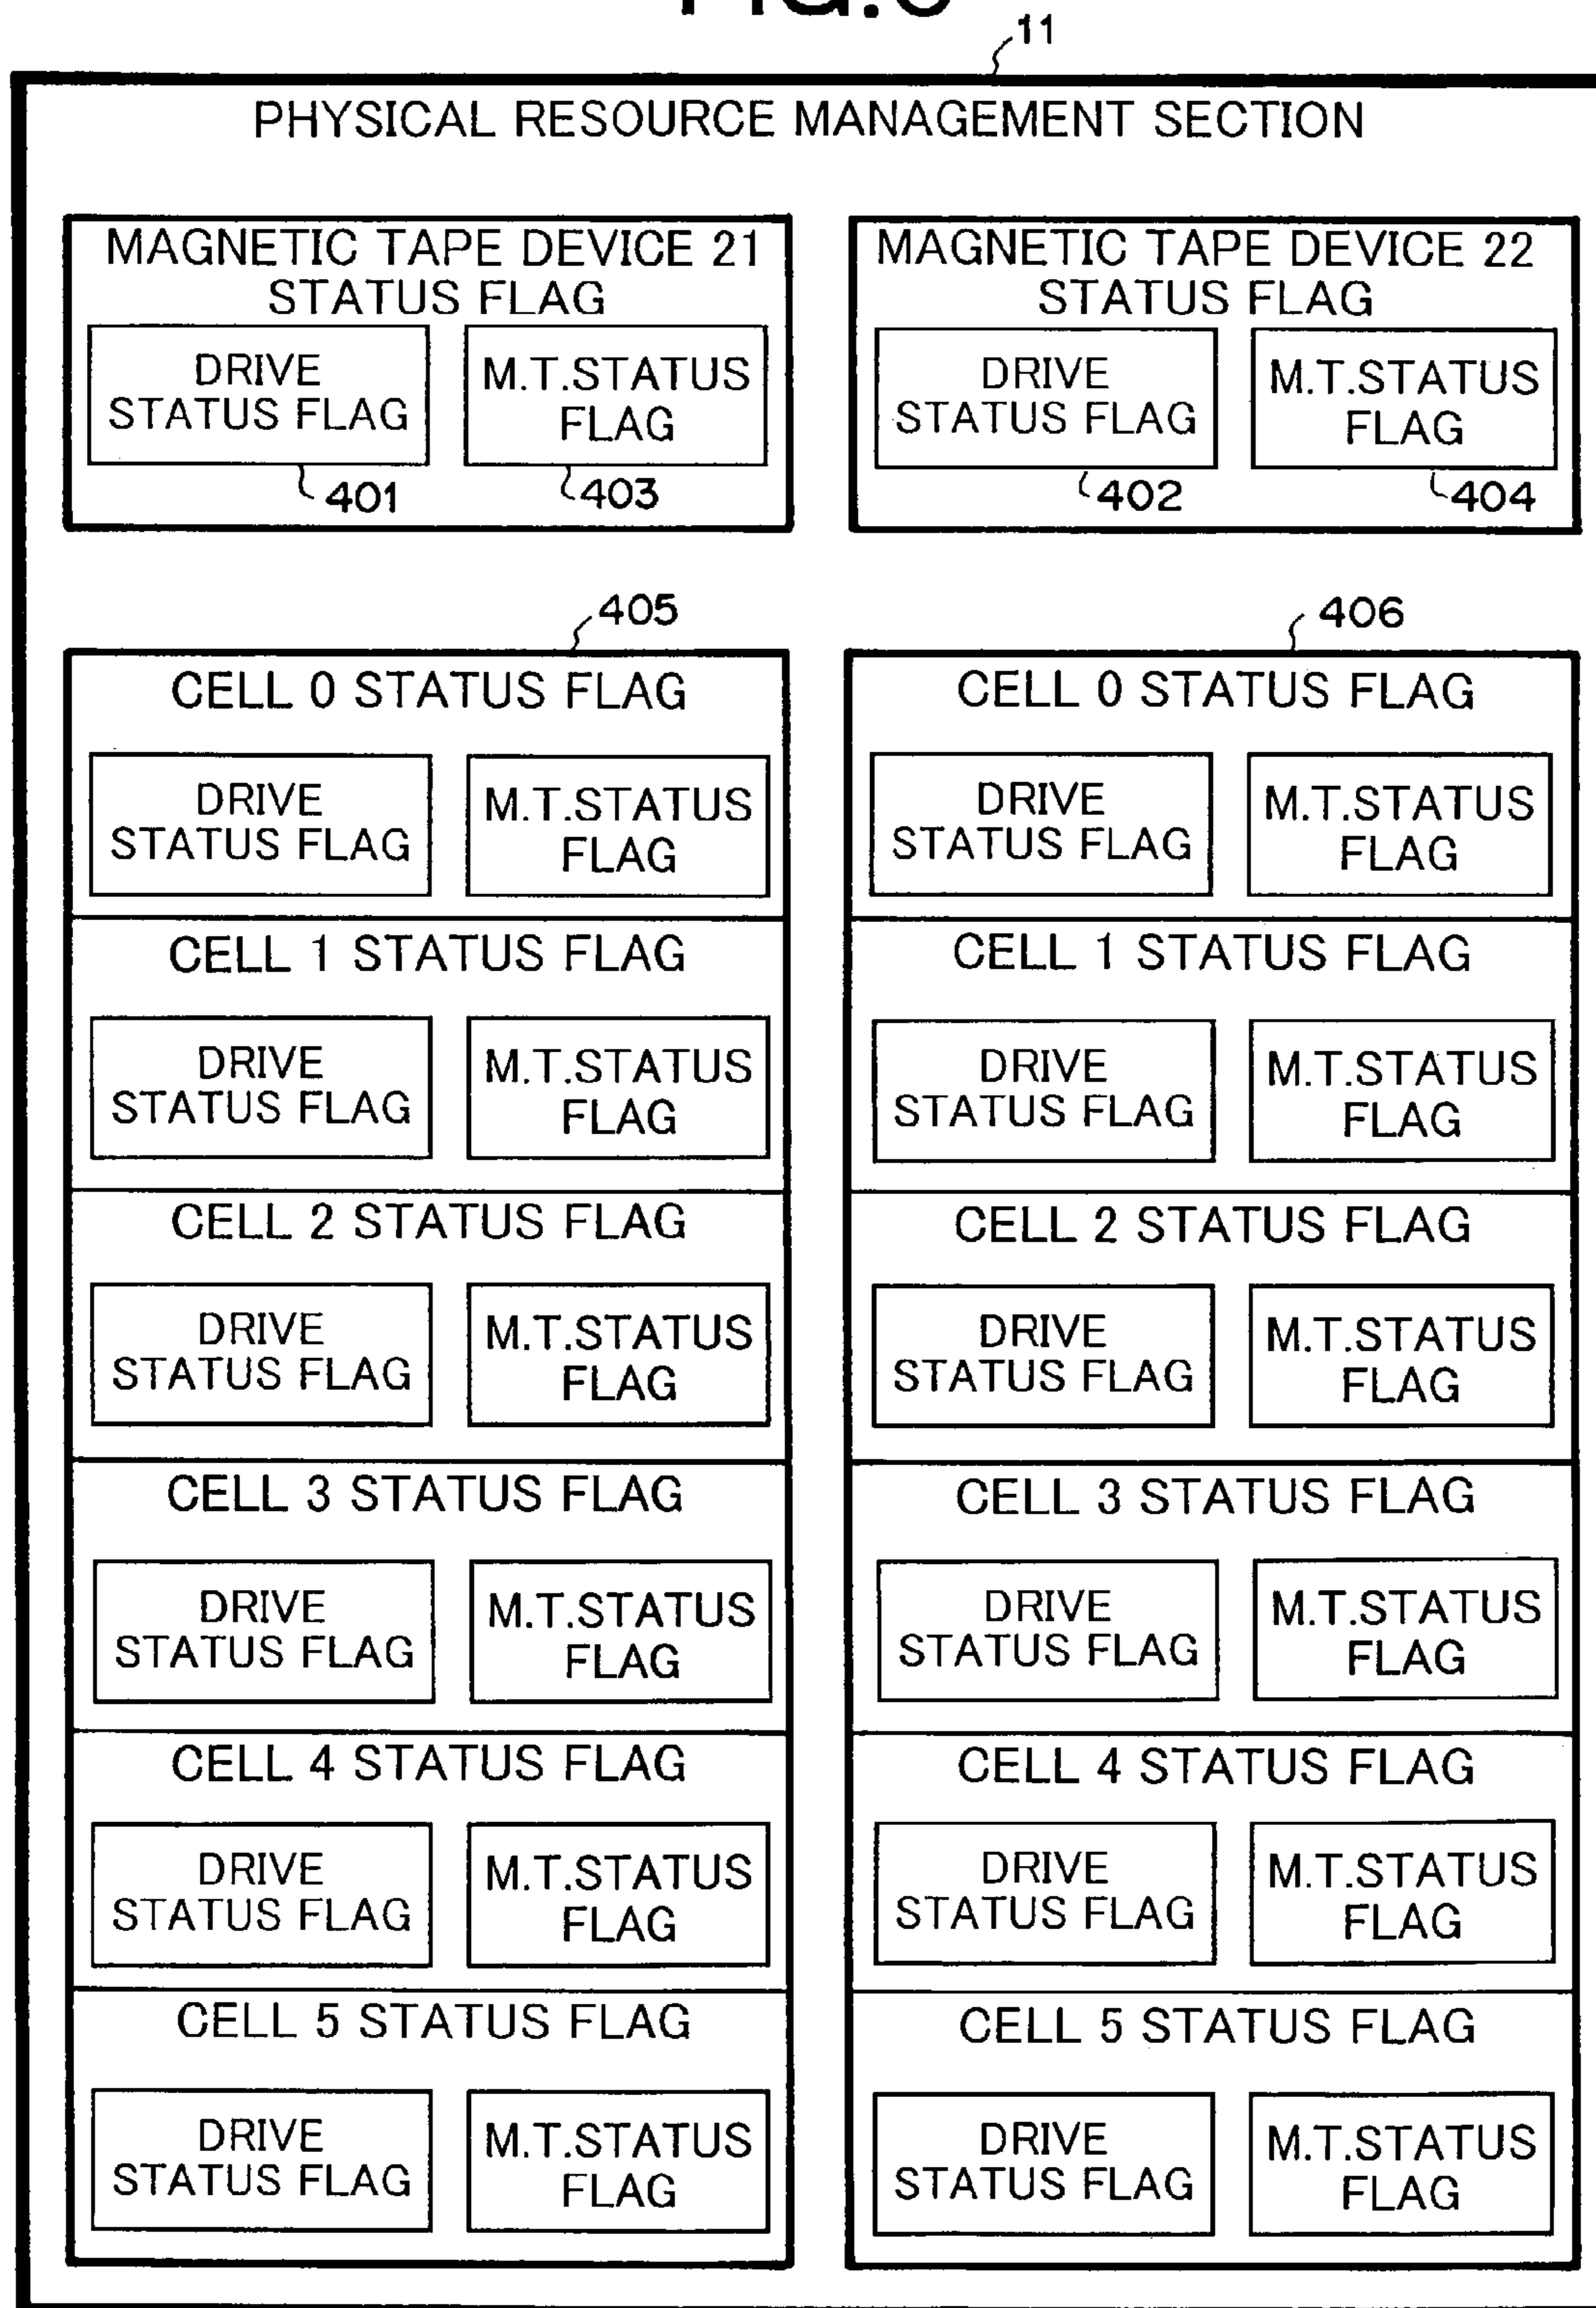 11
PHYSICAL RESOURCE MANAGEMENT SECTION
MAGNETIC TAPE DEVICE 21
STATUS FLAG
DRIVE
STATUS FLAG
M.T.STATUS
FLAG
401
403
MAGNETIC TAPE DEVICE 22
STATUS FLAG
DRIVE
STATUS FLAG
M.T.STATUS
FLAG
402
404
405
CELL 0 STATUS FLAG
DRIVE
STATUS FLAG
M.T.STATUS
FLAG
CELL 1 STATUS FLAG
DRIVE
STATUS FLAG
M.T.STATUS
FLAG
CELL 2 STATUS FLAG
DRIVE
STATUS FLAG
M.T.STATUS
FLAG
CELL 3 STATUS FLAG
DRIVE
STATUS FLAG
M.T.STATUS
FLAG
CELL 4 STATUS FLAG
DRIVE
STATUS FLAG
M.T.STATUS
FLAG
CELL 5 STATUS FLAG
DRIVE
STATUS FLAG
M.T.STATUS
FLAG
406
CELL 0 STATUS FLAG
DRIVE
STATUS FLAG
M.T.STATUS
FLAG
CELL 1 STATUS FLAG
DRIVE
STATUS FLAG
M.T.STATUS
FLAG
CELL 2 STATUS FLAG
DRIVE
STATUS FLAG
M.T.STATUS
FLAG
CELL 3 STATUS FLAG
DRIVE
STATUS FLAG
M.T.STATUS
FLAG
CELL 4 STATUS FLAG
DRIVE
STATUS FLAG
M.T.STATUS
FLAG
CELL 5 STATUS FLAG
DRIVE
STATUS FLAG
M.T.STATUS
FLAG